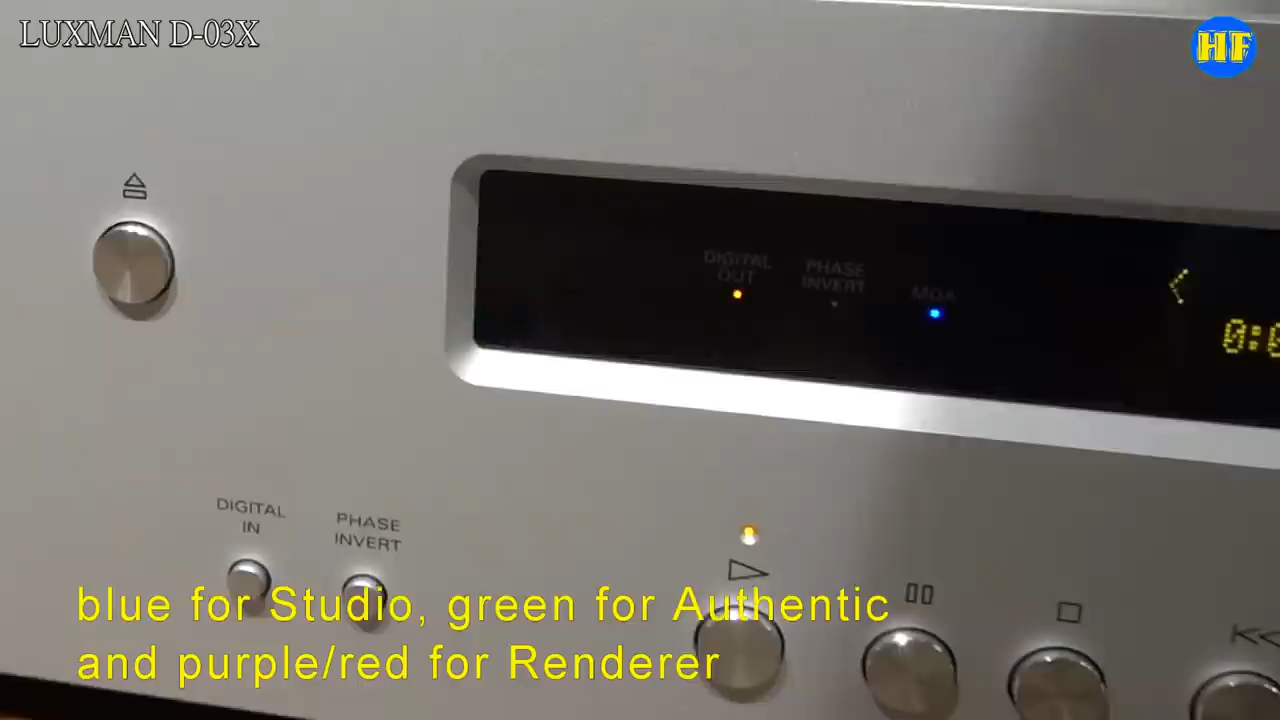 LUXMAN D-03X
HF
DIGITAL
OUT
PHASE
INVERT
MQA
DIGITAL
IN
PHASE
INVERT
blue for Studio, green for Authentic
and purple/red for Renderer